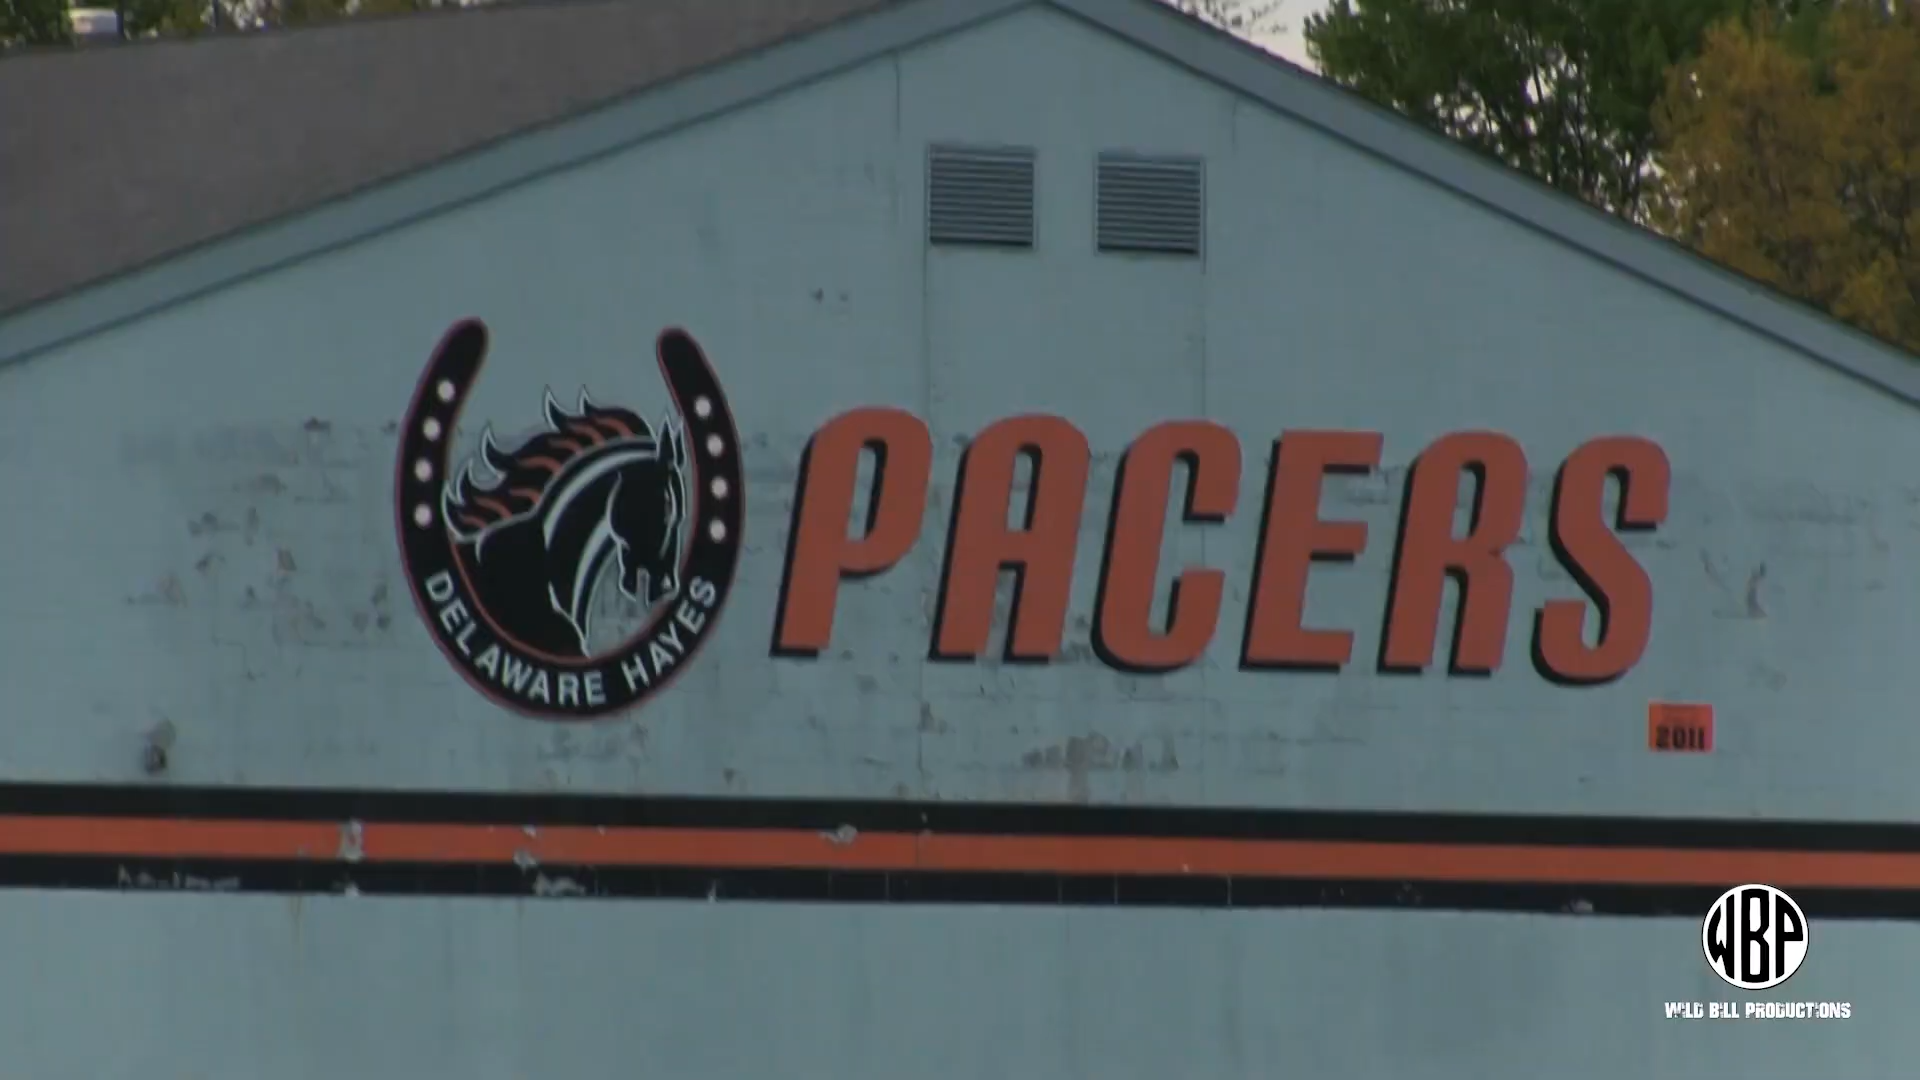 DELAWARE HAYES
PACERS
2011
WBP
WILD BILL PRODUCTIONS